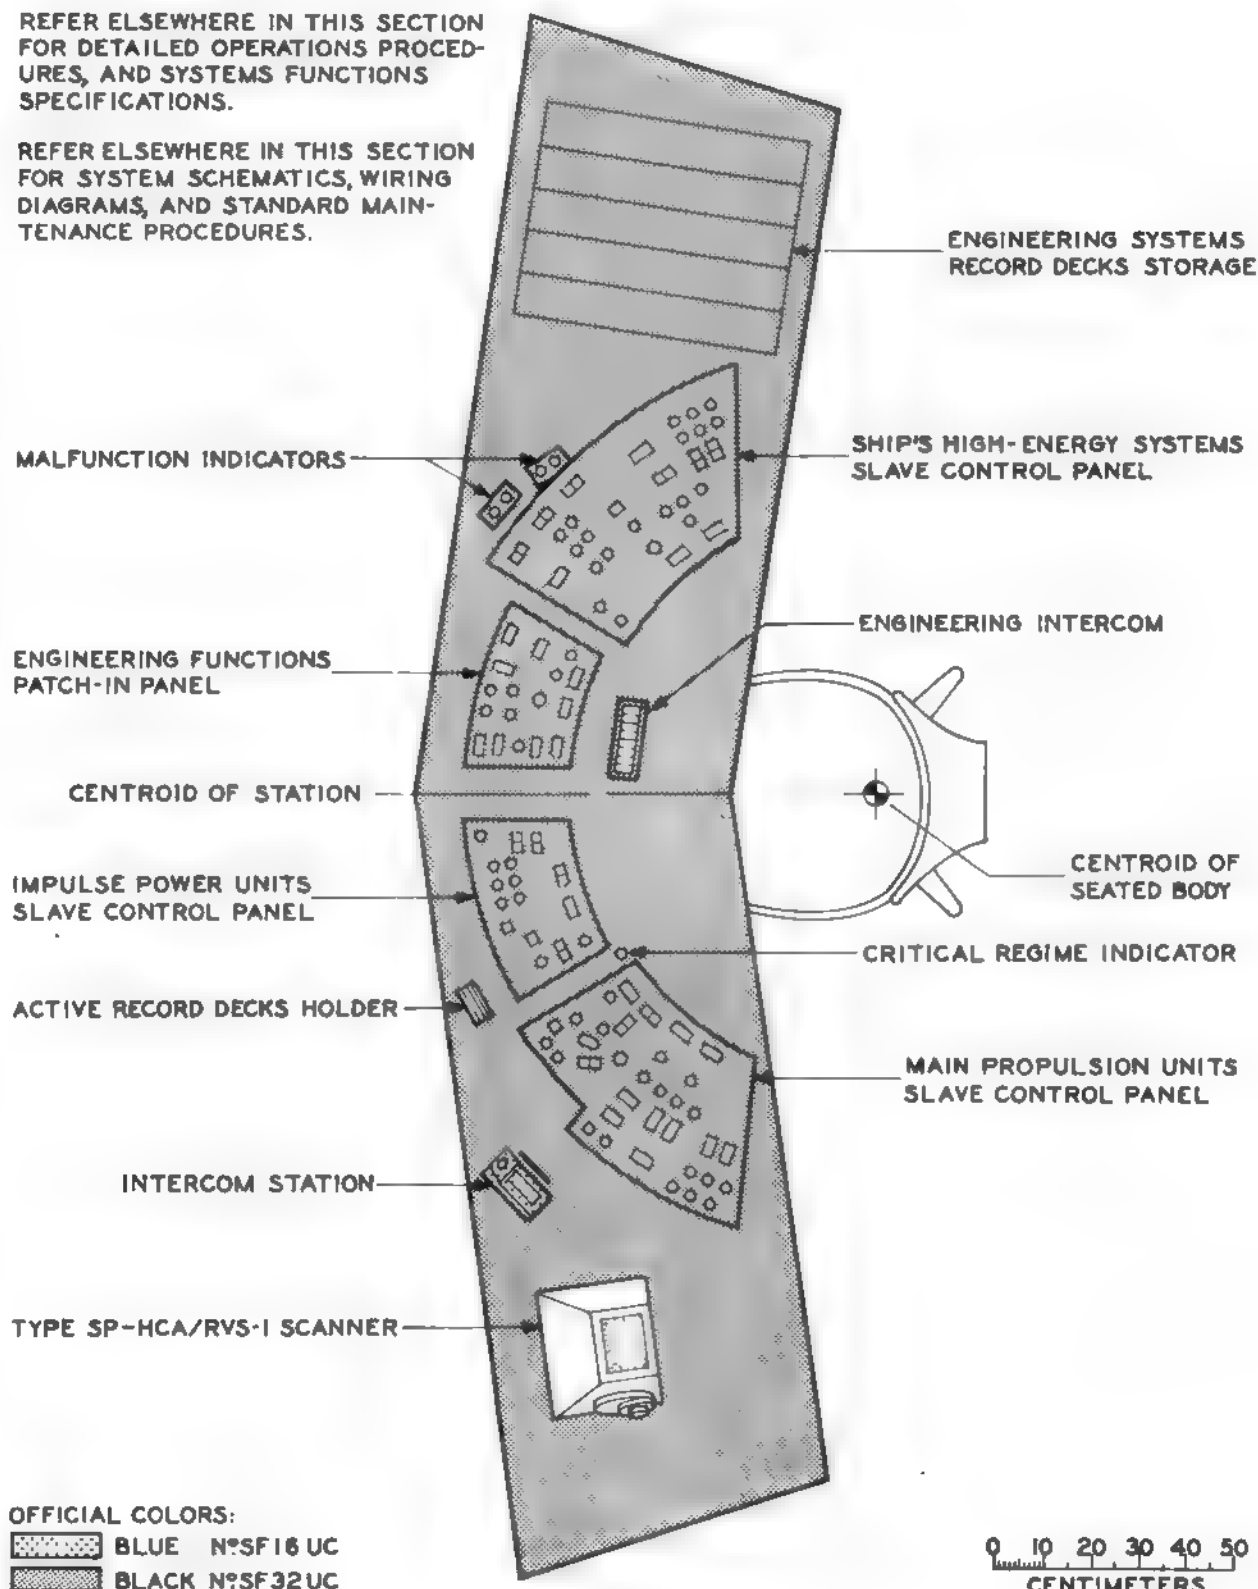 REFER ELSEWHERE IN THIS SECTION
FOR DETAILED OPERATIONS PROCED-
URES, AND SYSTEMS FUNCTIONS
SPECIFICATIONS.
REFER ELSEWHERE IN THIS SECTION
FOR SYSTEM SCHEMATICS, WIRING
DIAGRAMS, AND STANDARD MAIN-
TENANCE PROCEDURES.
ENGINEERING SYSTEMS
RECORD DECKS STORAGE
MALFUNCTION INDICATORS
SHIP'S HIGH-ENERGY SYSTEMS
SLAVE CONTROL PANEL
ENGINEERING INTERCOM
ENGINEERING FUNCTIONS
PATCH-IN PANEL
CENTROID OF STATION
IMPULSE POWER UNITS
SLAVE CONTROL PANEL
CENTROID OF
SEATED BODY
CRITICAL REGIME INDICATOR
ACTIVE RECORD DECKS HOLDER
MAIN PROPULSION UNITS
SLAVE CONTROL PANEL
INTERCOM STATION
TYPE SP-HCA/RVS-I SCANNER
OFFICIAL COLORS:
BLUE Nº SF16 UC
BLACK Nº SF32 UC
0 10 20 30 40 50
CENTIMETERS